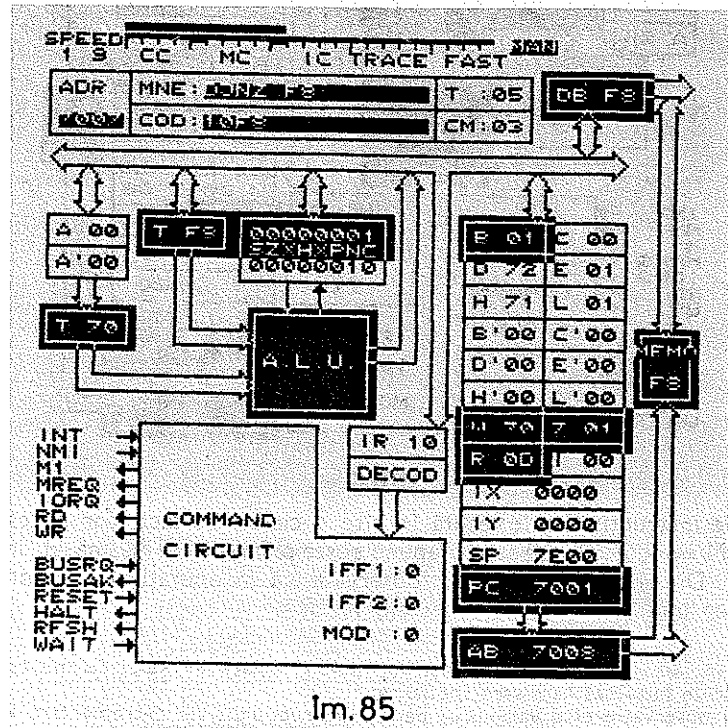 SPEED
1 S CC MC IC TRACE FAST
ADR MNE: DJNZ F8 T :05
COD: 10F8 CM:03
DB F8
A 00
A'00
T F8
00000001
SZXHXPNC
00000010
T 70
A.L.U.
B 01 C 00
D 72 E 01
H 71 L 01
B'00 C'00
D'00 E'00
H'00 L'00
W 70 Z 01
R 0D I 00
IX 0000
IY 0000
SP 7E00
PC 7001
AB 7008
MEMO
F8
IR 10
DECOD
INT
NMI
M1
MREQ
IORQ
RD
WR
BUSRQ
BUSAK
RESET
HALT
RFSH
WAIT
COMMAND
CIRCUIT
IFF1:0
IFF2:0
MOD :0
Im.85